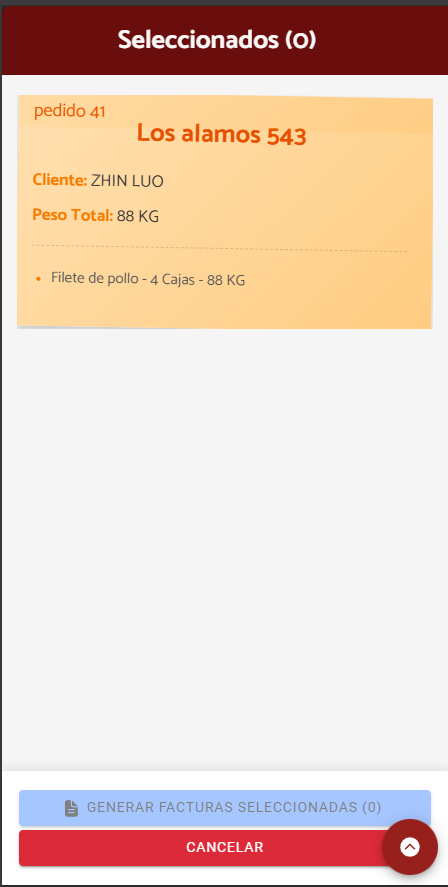 Seleccionados (0)
pedido 41
Los alamos 543
Cliente: ZHIN LUO
Peso Total: 88 KG
• Filete de pollo - 4 Cajas - 88 KG
GENERAR FACTURAS SELECCIONADAS (0)
CANCELAR